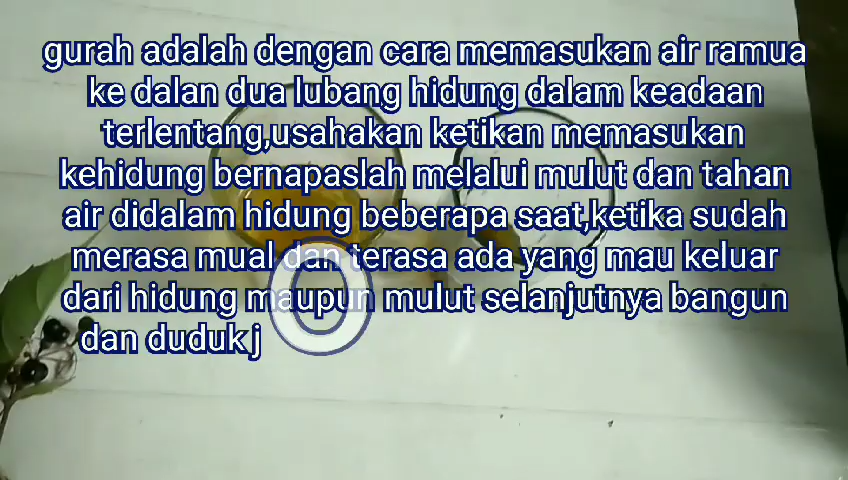 gurah adalah dengan cara memasukan air ramua
ke dalan dua lubang hidung dalam keadaan
terlentang,usahakan ketikan memasukan
kehidung bernapaslah melalui mulut dan tahan
air didalam hidung beberapa saat,ketika sudah
merasa mual dan terasa ada yang mau keluar
dari hidung maupun mulut selanjutnya bangun
dan duduk j o